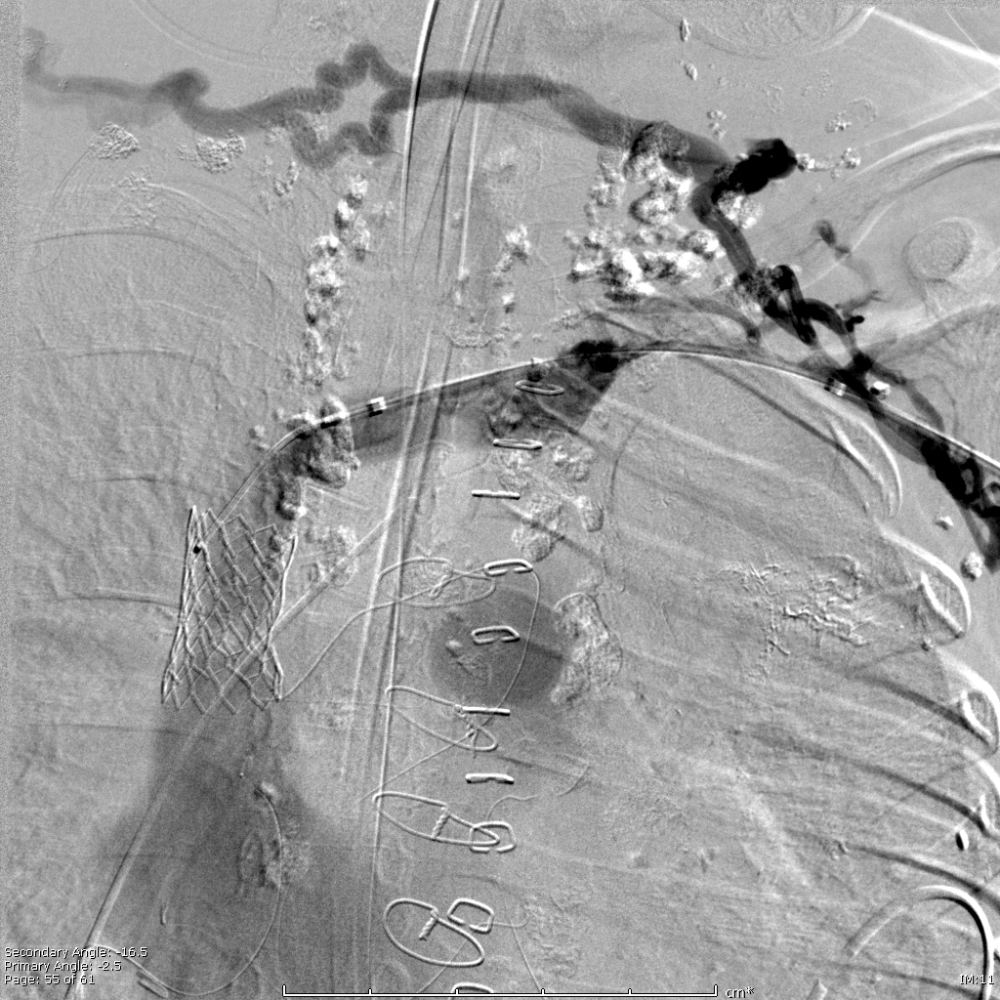 Secondary Angle: -16.5
Primary Angle: -2.5
Page: 55 of 61
IM:11
cm*